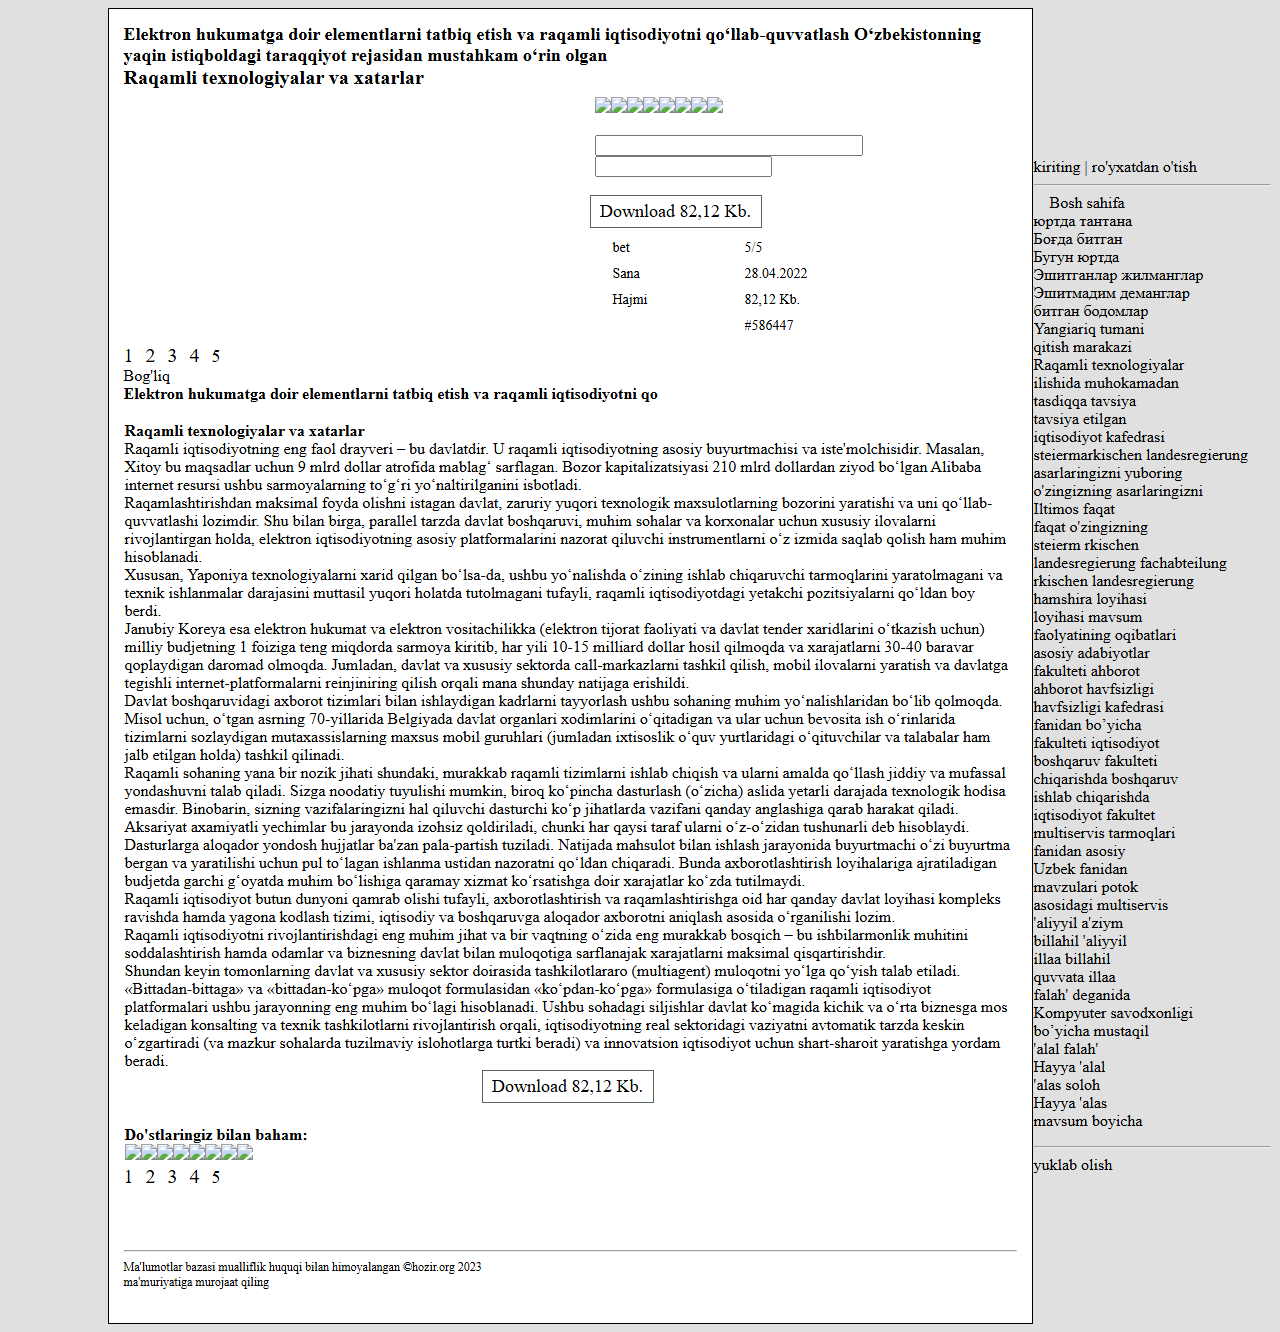 Elektron hukumatga doir elementlarni tatbiq etish va raqamli iqtisodiyotni qo‘llab-quvvatlash O‘zbekistonning
yaqin istiqboldagi taraqqiyot rejasidan mustahkam o‘rin olgan
Raqamli texnologiyalar va xatarlar
Download 82,12 Kb.
bet 5/5
Sana 28.04.2022
Hajmi 82,12 Kb.
#586447
1 2 3 4 5
Bog'liq
Elektron hukumatga doir elementlarni tatbiq etish va raqamli iqtisodiyotni qo
Raqamli texnologiyalar va xatarlar
Raqamli iqtisodiyotning eng faol drayveri – bu davlatdir. U raqamli iqtisodiyotning asosiy buyurtmachisi va iste'molchisidir. Masalan,
Xitoy bu maqsadlar uchun 9 mlrd dollar atrofida mablag‘ sarflagan. Bozor kapitalizatsiyasi 210 mlrd dollardan ziyod bo‘lgan Alibaba
internet resursi ushbu sarmoyalarning to‘g‘ri yo‘naltirilganini isbotladi.
Raqamlashtirishdan maksimal foyda olishni istagan davlat, zaruriy yuqori texnologik maxsulotlarning bozorini yaratishi va uni qo‘llab-
quvvatlashi lozimdir. Shu bilan birga, parallel tarzda davlat boshqaruvi, muhim sohalar va korxonalar uchun xususiy ilovalarni
rivojlantirgan holda, elektron iqtisodiyotning asosiy platformalarini nazorat qiluvchi instrumentlarni o‘z izmida saqlab qolish ham muhim
hisoblanadi.
Xususan, Yaponiya texnologiyalarni xarid qilgan bo‘lsa-da, ushbu yo‘nalishda o‘zining ishlab chiqaruvchi tarmoqlarini yaratolmagani va
texnik ishlanmalar darajasini muttasil yuqori holatda tutolmagani tufayli, raqamli iqtisodiyotdagi yetakchi pozitsiyalarni qo‘ldan boy
berdi.
Janubiy Koreya esa elektron hukumat va elektron vositachilikka (elektron tijorat faoliyati va davlat tender xaridlarini o‘tkazish uchun)
milliy budjetning 1 foiziga teng miqdorda sarmoya kiritib, har yili 10-15 milliard dollar hosil qilmoqda va xarajatlarni 30-40 baravar
qoplaydigan daromad olmoqda. Jumladan, davlat va xususiy sektorda call-markazlarni tashkil qilish, mobil ilovalarni yaratish va davlatga
tegishli internet-platformalarni reinjiniring qilish orqali mana shunday natijaga erishildi.
Davlat boshqaruvidagi axborot tizimlari bilan ishlaydigan kadrlarni tayyorlash ushbu sohaning muhim yo‘nalishlaridan bo‘lib qolmoqda.
Misol uchun, o‘tgan asrning 70-yillarida Belgiyada davlat organlari xodimlarini o‘qitadigan va ular uchun bevosita ish o‘rinlarida
tizimlarni sozlaydigan mutaxassislarning maxsus mobil guruhlari (jumladan ixtisoslik o‘quv yurtlaridagi o‘qituvchilar va talabalar ham
jalb etilgan holda) tashkil qilinadi.
Raqamli sohaning yana bir nozik jihati shundaki, murakkab raqamli tizimlarni ishlab chiqish va ularni amalda qo‘llash jiddiy va mufassal
yondashuvni talab qiladi. Sizga noodatiy tuyulishi mumkin, biroq ko‘pincha dasturlash (o‘zicha) aslida yetarli darajada texnologik hodisa
emasdir. Binobarin, sizning vazifalaringizni hal qiluvchi dasturchi ko‘p jihatlarda vazifani qanday anglashiga qarab harakat qiladi.
Aksariyat axamiyatli yechimlar bu jarayonda izohsiz qoldiriladi, chunki har qaysi taraf ularni o‘z-o‘zidan tushunarli deb hisoblaydi.
Dasturlarga aloqador yondosh hujjatlar ba'zan pala-partish tuziladi. Natijada mahsulot bilan ishlash jarayonida buyurtmachi o‘zi buyurtma
bergan va yaratilishi uchun pul to‘lagan ishlanma ustidan nazoratni qo‘ldan chiqaradi. Bunda axborotlashtirish loyihalariga ajratiladigan
budjetda garchi g‘oyatda muhim bo‘lishiga qaramay xizmat ko‘rsatishga doir xarajatlar ko‘zda tutilmaydi.
Raqamli iqtisodiyot butun dunyoni qamrab olishi tufayli, axborotlashtirish va raqamlashtirishga oid har qanday davlat loyihasi kompleks
ravishda hamda yagona kodlash tizimi, iqtisodiy va boshqaruvga aloqador axborotni aniqlash asosida o‘rganilishi lozim.
Raqamli iqtisodiyotni rivojlantirishdagi eng muhim jihat va bir vaqtning o‘zida eng murakkab bosqich – bu ishbilarmonlik muhitini
soddalashtirish hamda odamlar va biznesning davlat bilan muloqotiga sarflanajak xarajatlarni maksimal qisqartirishdir.
Shundan keyin tomonlarning davlat va xususiy sektor doirasida tashkilotlararo (multiagent) muloqotni yo‘lga qo‘yish talab etiladi.
«Bittadan-bittaga» va «bittadan-ko‘pga» muloqot formulasidan «ko‘pdan-ko‘pga» formulasiga o‘tiladigan raqamli iqtisodiyot
platformalari ushbu jarayonning eng muhim bo‘lagi hisoblanadi. Ushbu sohadagi siljishlar davlat ko‘magida kichik va o‘rta biznesga mos
keladigan konsalting va texnik tashkilotlarni rivojlantirish orqali, iqtisodiyotning real sektoridagi vaziyatni avtomatik tarzda keskin
o‘zgartiradi (va mazkur sohalarda tuzilmaviy islohotlarga turtki beradi) va innovatsion iqtisodiyot uchun shart-sharoit yaratishga yordam
beradi.
Download 82,12 Kb.
Do'stlaringiz bilan baham:
1 2 3 4 5
Ma'lumotlar bazasi mualliflik huquqi bilan himoyalangan ©hozir.org 2023
ma'muriyatiga murojaat qiling
kiriting | ro'yxatdan o'tish
Bosh sahifa
юртда тантана
Боғда битган
Бугун юртда
Эшитганлар жилманглар
Эшитмадим деманглар
битган бодомлар
Yangiariq tumani
qitish marakazi
Raqamli texnologiyalar
ilishida muhokamadan
tasdiqqa tavsiya
tavsiya etilgan
iqtisodiyot kafedrasi
steiermarkischen landesregierung
asarlaringizni yuboring
o'zingizning asarlaringizni
Iltimos faqat
faqat o'zingizning
steierm rkischen
landesregierung fachabteilung
rkischen landesregierung
hamshira loyihasi
loyihasi mavsum
faolyatining oqibatlari
asosiy adabiyotlar
fakulteti ahborot
ahborot havfsizligi
havfsizligi kafedrasi
fanidan bo’yicha
fakulteti iqtisodiyot
boshqaruv fakulteti
chiqarishda boshqaruv
ishlab chiqarishda
iqtisodiyot fakultet
multiservis tarmoqlari
fanidan asosiy
Uzbek fanidan
mavzulari potok
asosidagi multiservis
'aliyyil a'ziym
billahil 'aliyyil
illaa billahil
quvvata illaa
falah' deganida
Kompyuter savodxonligi
bo’yicha mustaqil
'alal falah'
Hayya 'alal
'alas soloh
Hayya 'alas
mavsum boyicha
yuklab olish